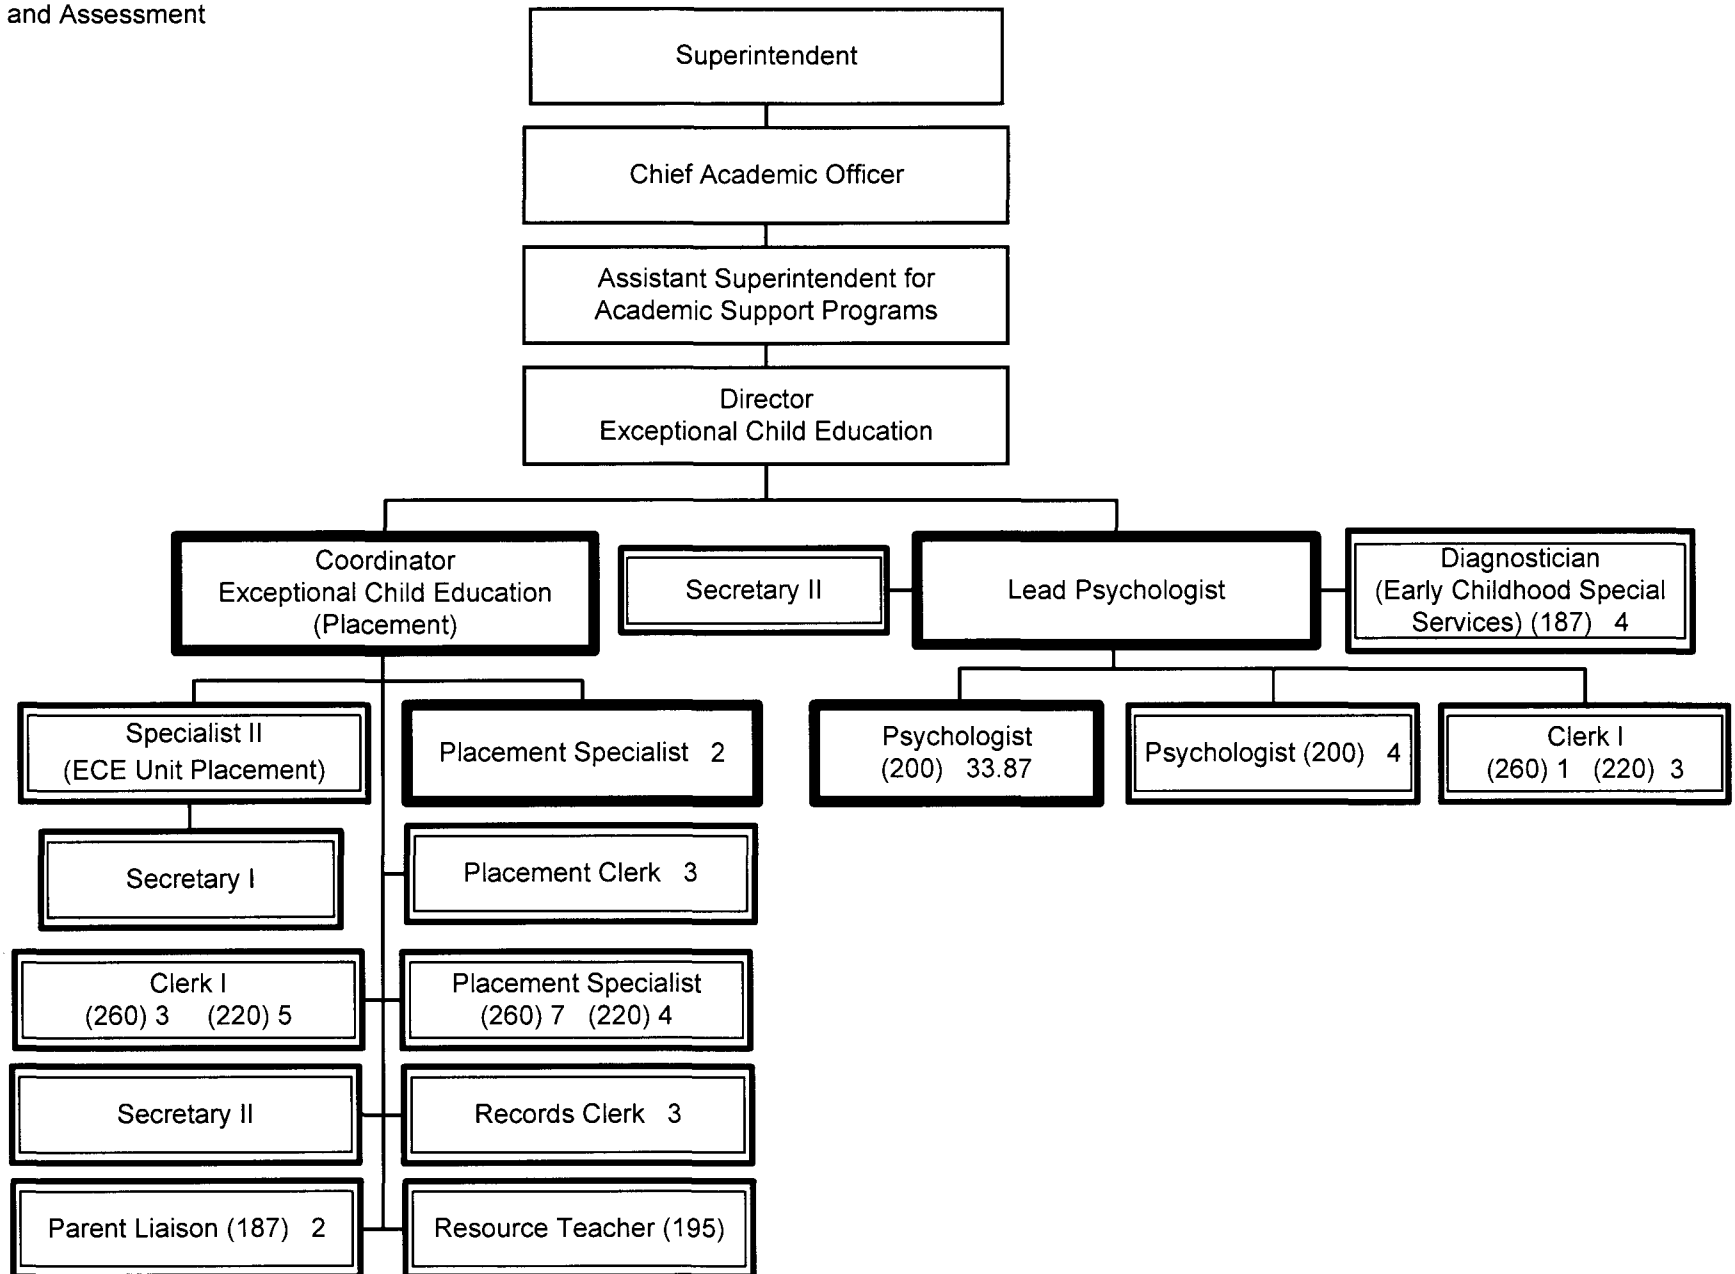 and Assessment
Superintendent
Chief Academic Officer
Assistant Superintendent for
Academic Support Programs
Director
Exceptional Child Education
Coordinator
Exceptional Child Education
(Placement)
Secretary II
Lead Psychologist
Diagnostician
(Early Childhood Special
Services) (187) 4
Specialist II
(ECE Unit Placement)
Placement Specialist 2
Psychologist
(200) 33.87
Psychologist (200) 4
Clerk I
(260) 1 (220) 3
Secretary I
Placement Clerk 3
Clerk I
(260) 3 (220) 5
Placement Specialist
(260) 7 (220) 4
Secretary II
Records Clerk 3
Parent Liaison (187) 2
Resource Teacher (195)